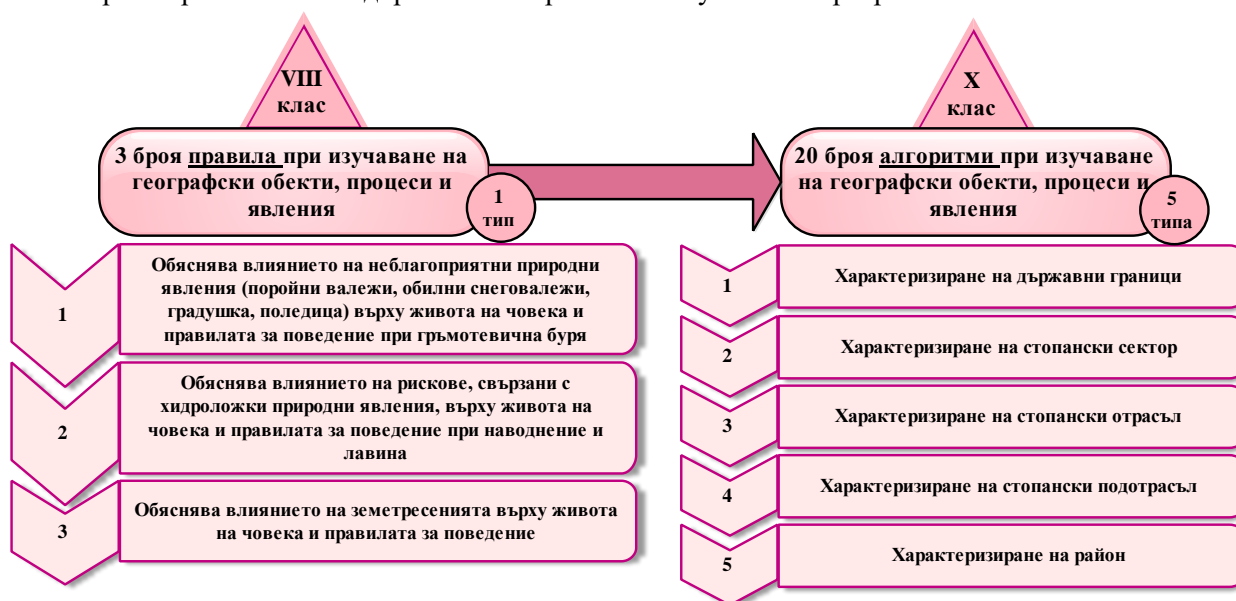 VIII
клас
3 броя правила при изучаване на
географски обекти, процеси и
явления
1
тип
1
Обяснява влиянието на неблагоприятни природни
явления (поройни валежи, обилни снеговалежи,
градушка, поледица) върху живота на човека и
правилата за поведение при гръмотевична буря
2
Обяснява влиянието на рискове, свързани с
хидроложки природни явления, върху живота на
човека и правилата за поведение при наводнение и
лавина
3
Обяснява влиянието на земетресенията върху живота
на човека и правилата за поведение
X
клас
20 броя алгоритми при изучаване
на географски обекти, процеси и
явления
5
типа
1
Характеризиране на държавни граници
2
Характеризиране на стопански сектор
3
Характеризиране на стопански отрасъл
4
Характеризиране на стопански подотрасъл
5
Характеризиране на район